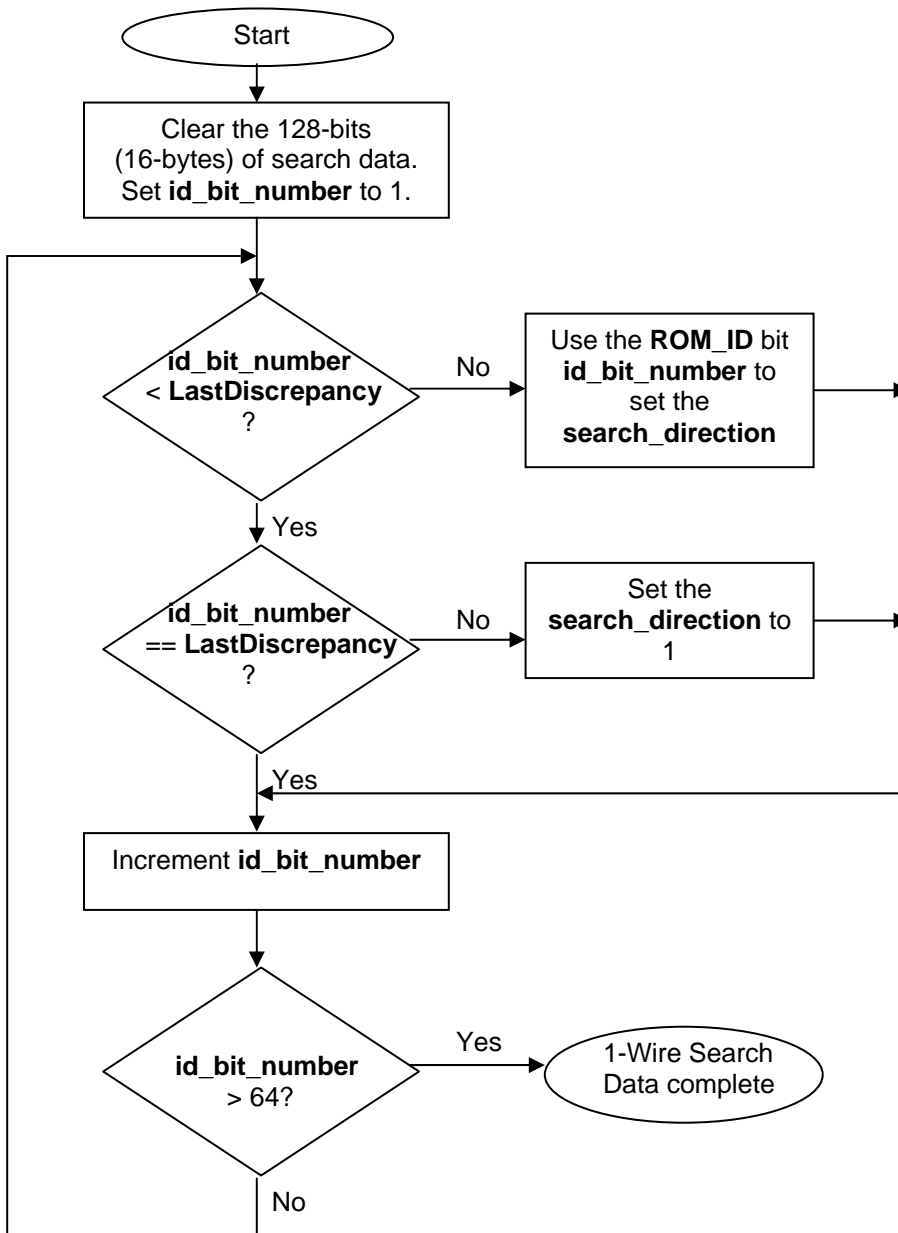 Start
Clear the 128-bits
(16-bytes) of search data.
Set id_bit_number to 1.
id_bit_number
< LastDiscrepancy
?
No
Use the ROM_ID bit
id_bit_number to
set the
search_direction
Yes
id_bit_number
== LastDiscrepancy
?
No
Set the
search_direction to
1
Yes
Increment id_bit_number
id_bit_number
> 64?
Yes
1-Wire Search
Data complete
No